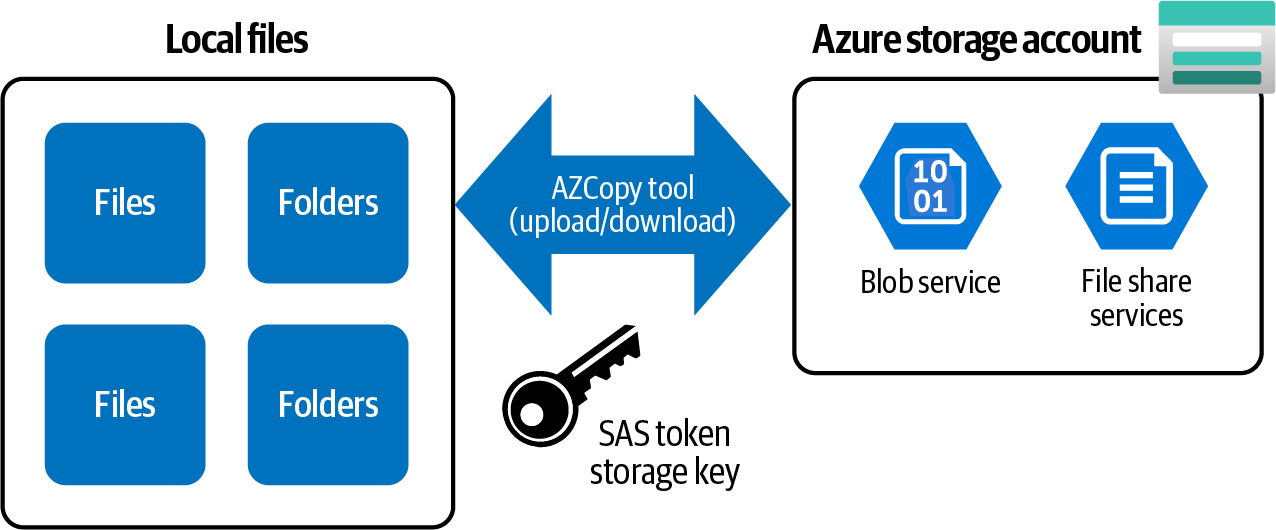 Local files
Azure storage account
Files
Folders
Files
Folders
AZCopy tool
(upload/download)
SAS token
storage key
10
01
Blob service
File share
services